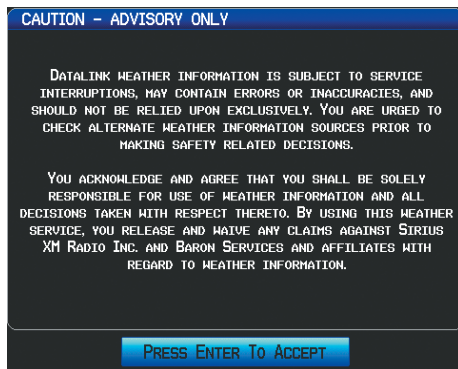 CAUTION – ADVISORY ONLY
DATALINK WEATHER INFORMATION IS SUBJECT TO SERVICE
INTERRUPTIONS, MAY CONTAIN ERRORS OR INACCURACIES, AND
SHOULD NOT BE RELIED UPON EXCLUSIVELY. YOU ARE URGED TO
CHECK ALTERNATE WEATHER INFORMATION SOURCES PRIOR TO
MAKING SAFETY RELATED DECISIONS.
YOU ACKNOWLEDGE AND AGREE THAT YOU SHALL BE SOLELY
RESPONSIBLE FOR USE OF WEATHER INFORMATION AND ALL
DECISIONS TAKEN WITH RESPECT THERETO. BY USING THIS WEATHER
SERVICE, YOU RELEASE AND WAIVE ANY CLAIMS AGAINST SIRIUS
XM RADIO INC. AND BARON SERVICES AND AFFILIATES WITH
REGARD TO WEATHER INFORMATION.
PRESS ENTER TO ACCEPT